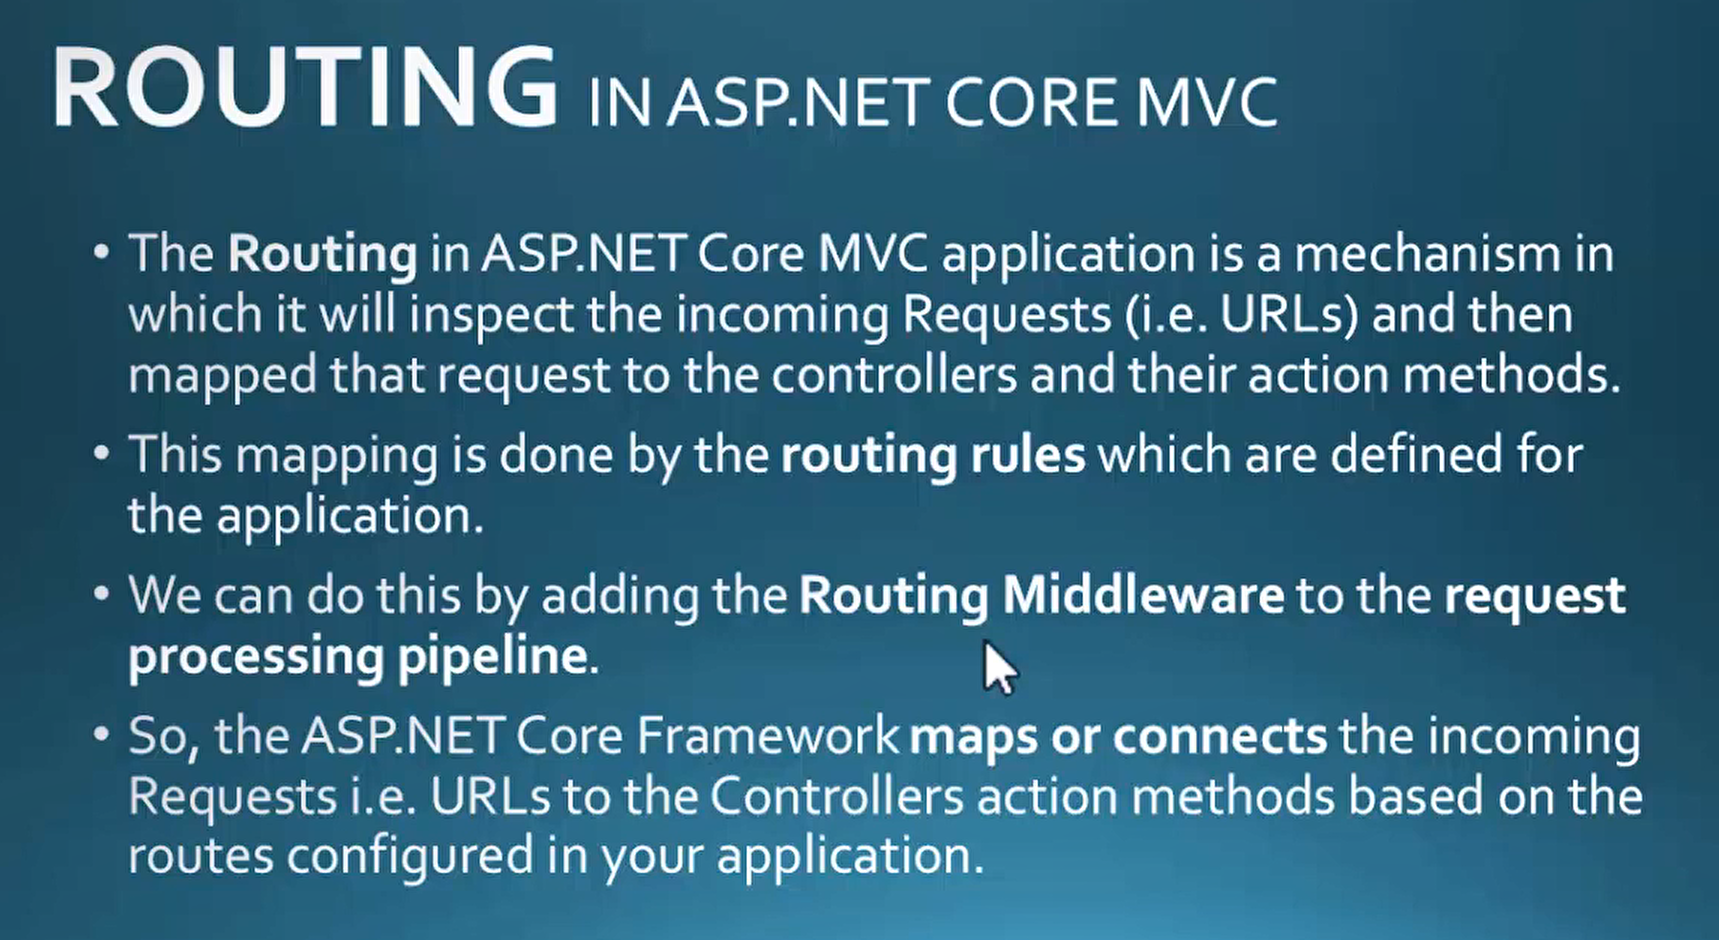 ROUTING IN ASP.NET CORE MVC
• The Routing in ASP.NET Core MVC application is a mechanism in
which it will inspect the incoming Requests (i.e. URLs) and then
mapped that request to the controllers and their action methods.
• This mapping is done by the routing rules which are defined for
the application.
• We can do this by adding the Routing Middleware to the request
processing pipeline.
• So, the ASP.NET Core Framework maps or connects the incoming
Requests i.e. URLs to the Controllers action methods based on the
routes configured in your application.